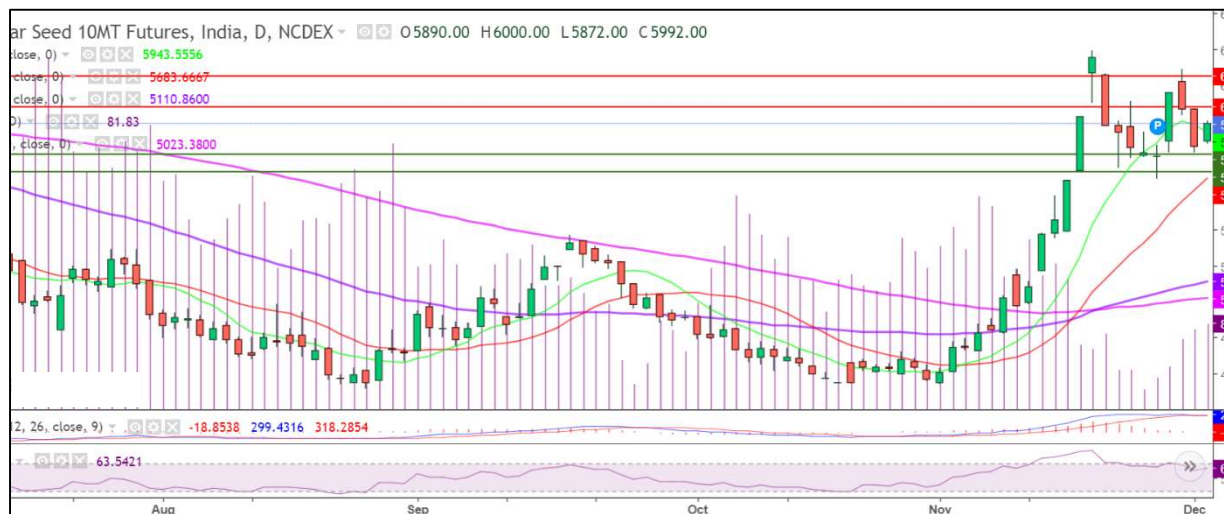 ar Seed 10MT Futures, India, D, NCDEX O5890.00 H6000.00 L5872.00 C5992.00
close, 0) 5943.5556
close, 0) 5683.6667
close, 0) 5110.8600
81.83
, close, 0) 5023.3800
P
12, 26, close, 9) -18.8538 299.4316 318.2854
63.5421
Aug Sep Oct Nov Dec